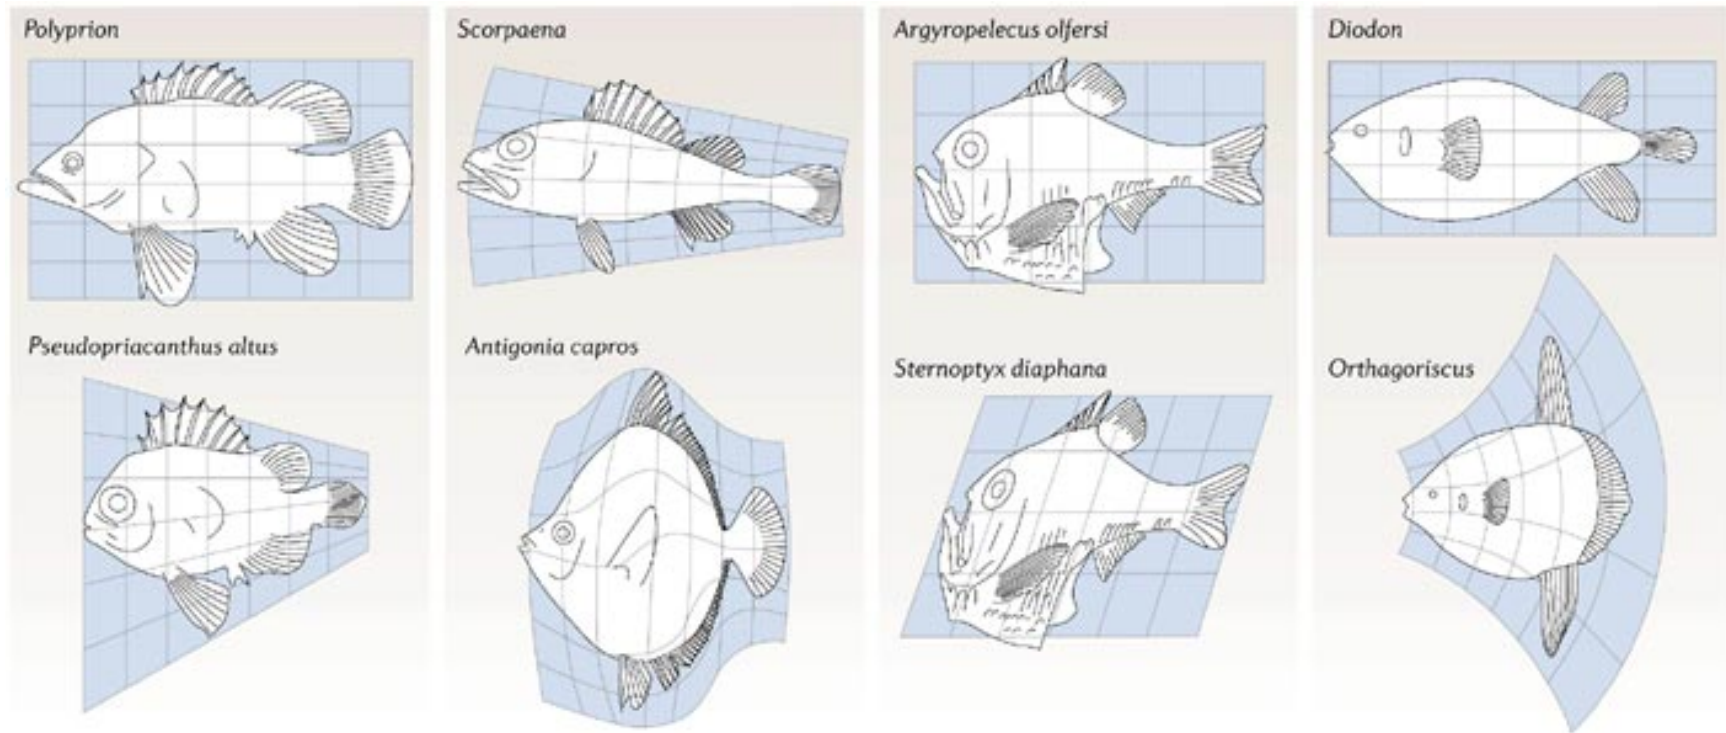 Polyprion
Scorpaena
Argyropelecus olfersi
Diodon
Pseudopriacanthus altus
Antigonia capros
Sternoptyx diaphana
Orthagoriscus